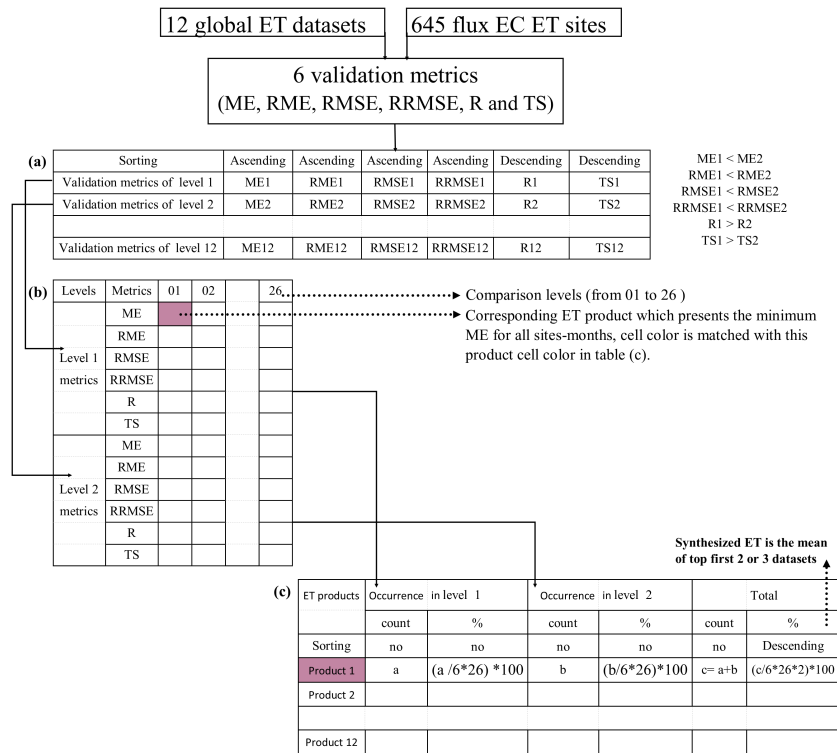 12 global ET datasets
645 flux EC ET sites
6 validation metrics
(ME, RME, RMSE, RRMSE, R and TS)
(a)
Sorting Ascending Ascending Ascending Ascending Descending Descending
Validation metrics of level 1 ME1 RME1 RMSE1 RRMSE1 R1 TS1
Validation metrics of level 2 ME2 RME2 RMSE2 RRMSE2 R2 TS2
Validation metrics of level 12 ME12 RME12 RMSE12 RRMSE12 R12 TS12
ME1 < ME2
RME1 < RME2
RMSE1 < RMSE2
RRMSE1 < RRMSE2
R1 > R2
TS1 > TS2
(b)
Levels Metrics 01 02 26
Level 1 metrics
ME
RME
RMSE
RRMSE
R
TS
Level 2 metrics
ME
RME
RMSE
RRMSE
R
TS
Comparison levels (from 01 to 26 )
Corresponding ET product which presents the minimum
ME for all sites-months, cell color is matched with this
product cell color in table (c).
Synthesized ET is the mean
of top first 2 or 3 datasets
(c)
ET products Occurrence in level 1 Occurrence in level 2 Total
count % count % count %
Sorting no no no no no Descending
Product 1 a (a /6*26) *100 b (b/6*26)*100 c= a+b (c/6*26*2)*100
Product 2
Product 12